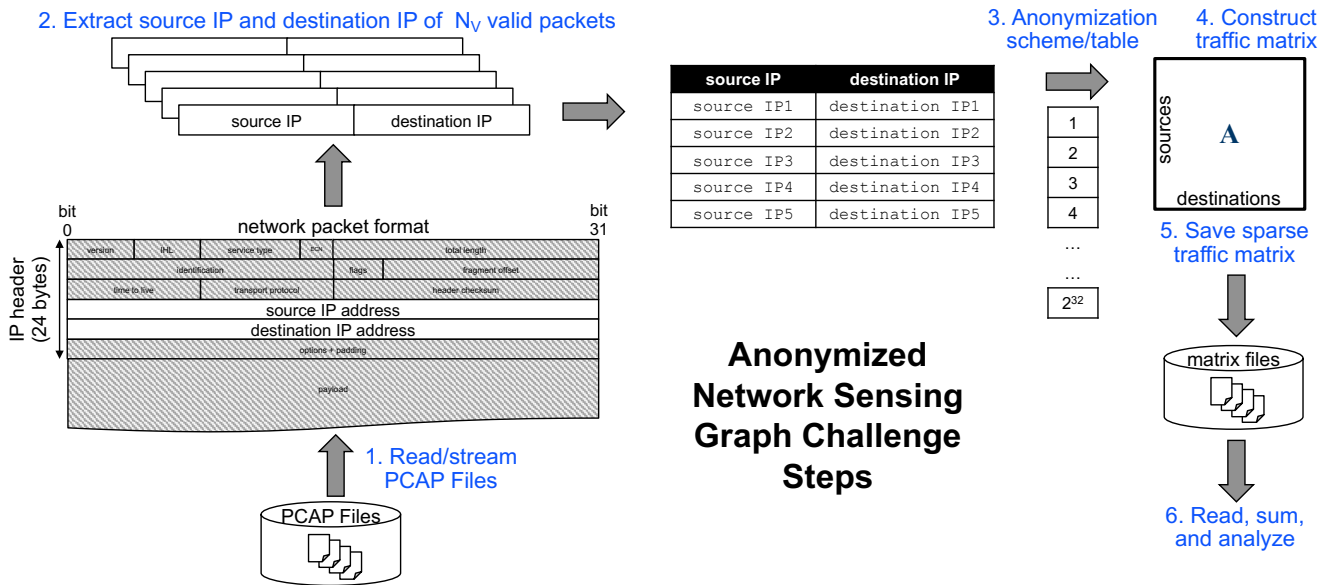 2. Extract source IP and destination IP of N_V valid packets
source IP destination IP
bit
0
network packet format
bit
31
version IHL service type ECN total length
identification flags fragment offset
time to live transport protocol header checksum
source IP address
destination IP address
options + padding
payload
IP header
(24 bytes)
1. Read/stream
PCAP Files
PCAP Files
source IP destination IP
source IP1 destination IP1
source IP2 destination IP2
source IP3 destination IP3
source IP4 destination IP4
source IP5 destination IP5
3. Anonymization
scheme/table
1
2
3
4
...
...
2^32
4. Construct
traffic matrix
sources
A
destinations
5. Save sparse
traffic matrix
matrix files
6. Read, sum,
and analyze
Anonymized
Network Sensing
Graph Challenge
Steps